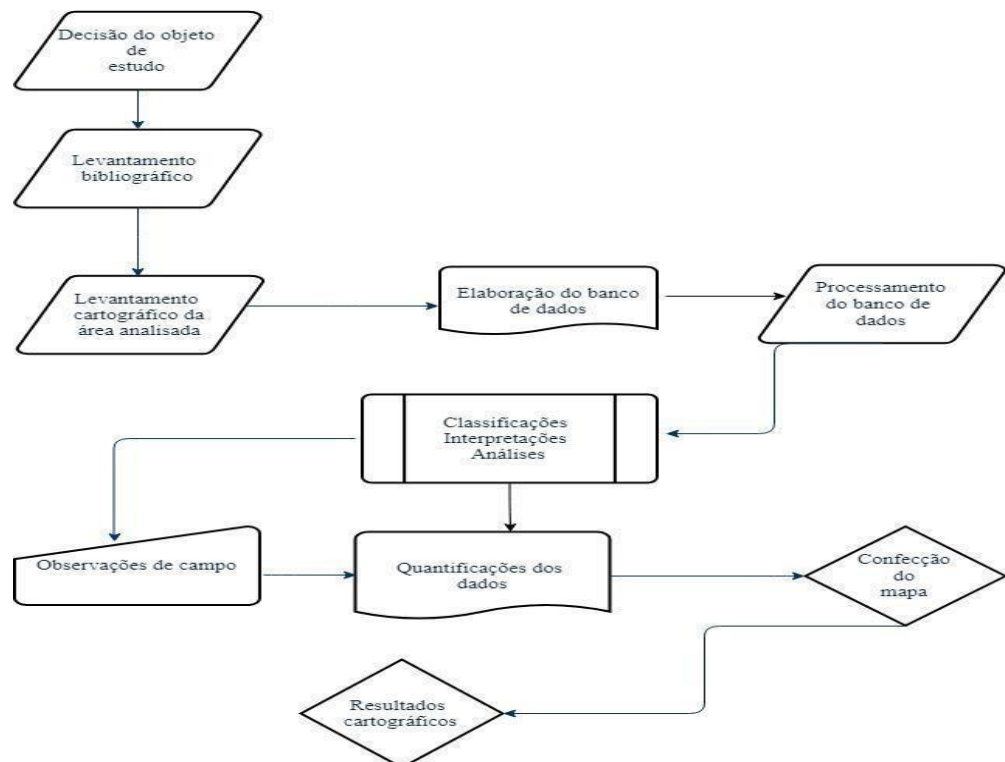 Decisão do objeto
de
estudo
Levantamento
bibliográfico
Levantamento
cartográfico da
área analisada
Elaboração do banco
de dados
Processamento
do banco de
dados
Classificações
Interpretações
Análises
Observações de campo
Quantificações dos
dados
Confecção
do
mapa
Resultados
cartográficos